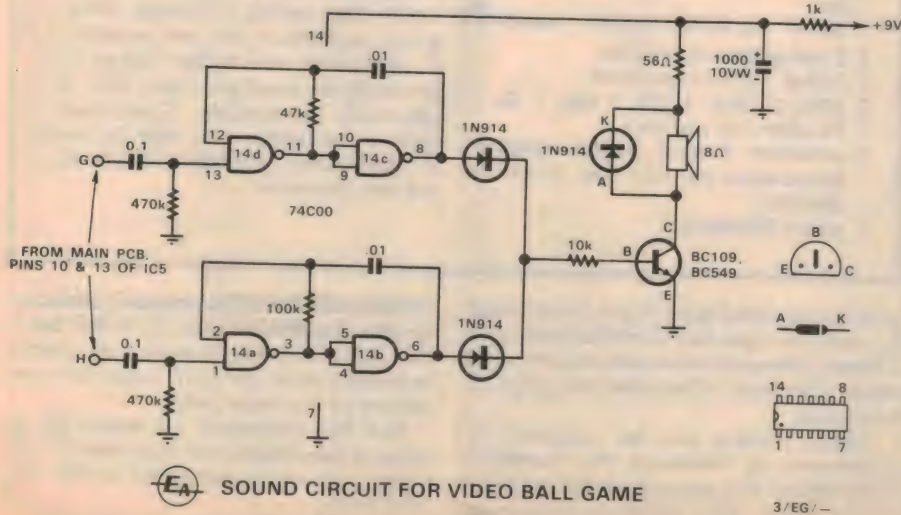 1k
+9V
14
.01
56Ω
+
1000
10VW
-
47k
1N914
K
12
11
10
8
1N914
8Ω
0.1
14d
14c
G
13
9
A
470k
74C00
C
B
FROM MAIN PCB,
PINS 10 & 13 OF IC5
.01
10k
B
BC109,
BC549
E
C
E
100k
1N914
A
K
2
3
5
6
0.1
14a
14b
H
1
4
14
8
470k
7
1
7
EA SOUND CIRCUIT FOR VIDEO BALL GAME
3/EG/—